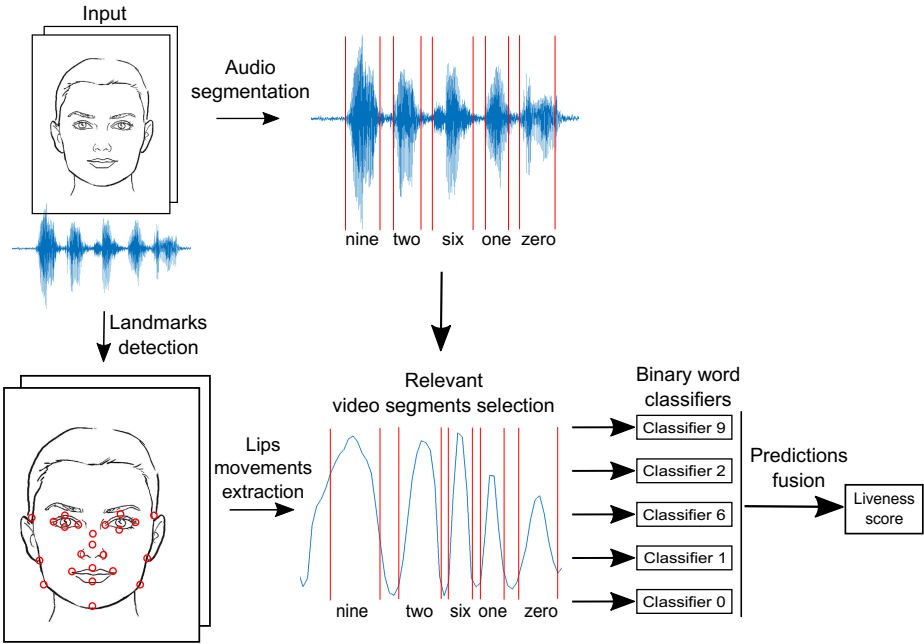 Input
Audio
segmentation
nine two six one zero
Landmarks
detection
Relevant
video segments selection
Lips
movements
extraction
nine two six one zero
Binary word
classifiers
Classifier 9
Classifier 2
Classifier 6
Classifier 1
Classifier 0
Predictions
fusion
Liveness
score